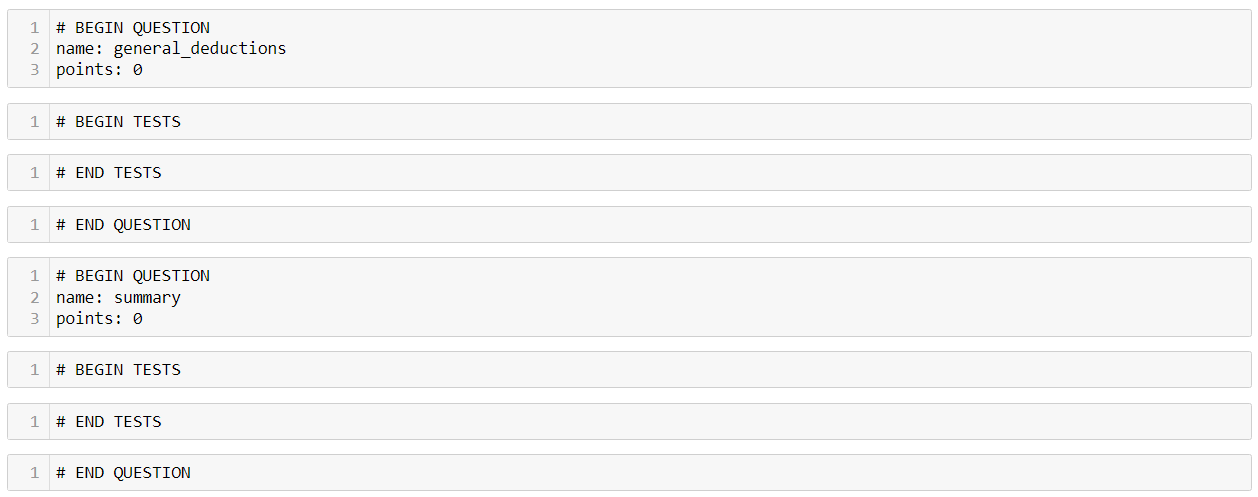 1 # BEGIN QUESTION
2 name: general_deductions
3 points: 0
1 # BEGIN TESTS
1 # END TESTS
1 # END QUESTION
1 # BEGIN QUESTION
2 name: summary
3 points: 0
1 # BEGIN TESTS
1 # END TESTS
1 # END QUESTION